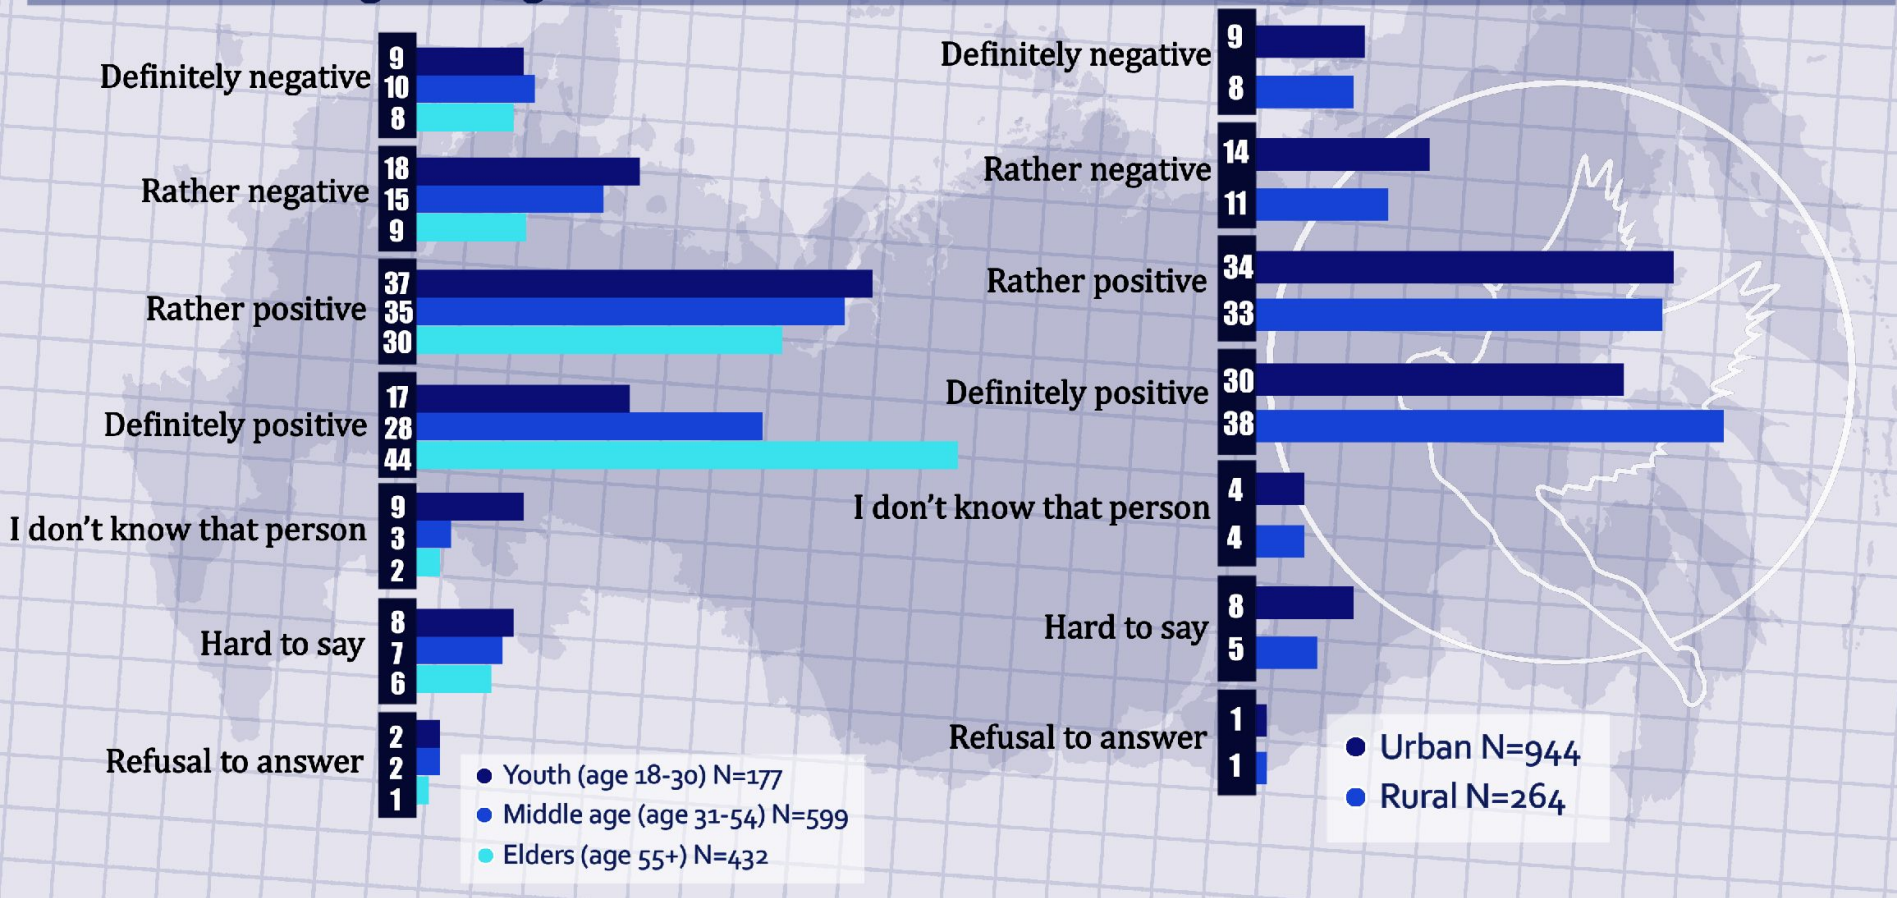 Definitely negative
9
10
8
Rather negative
18
15
9
Rather positive
37
35
30
Definitely positive
17
28
44
I don't know that person
9
3
2
Hard to say
8
7
6
Refusal to answer
2
2
1
Youth (age 18-30) N=177
Middle age (age 31-54) N=599
Elders (age 55+) N=432
Definitely negative
9
8
Rather negative
14
11
Rather positive
34
33
Definitely positive
30
38
I don't know that person
4
4
Hard to say
8
5
Refusal to answer
1
1
Urban N=944
Rural N=264